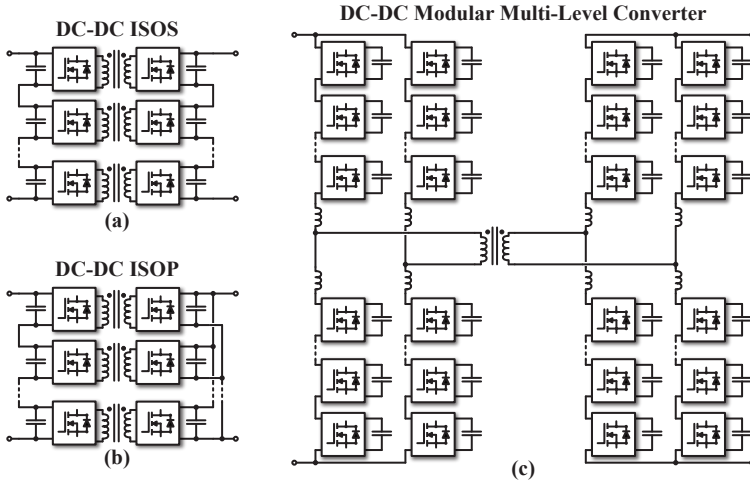 DC-DC ISOS
(a)
DC-DC ISOP
(b)
DC-DC Modular Multi-Level Converter
(c)